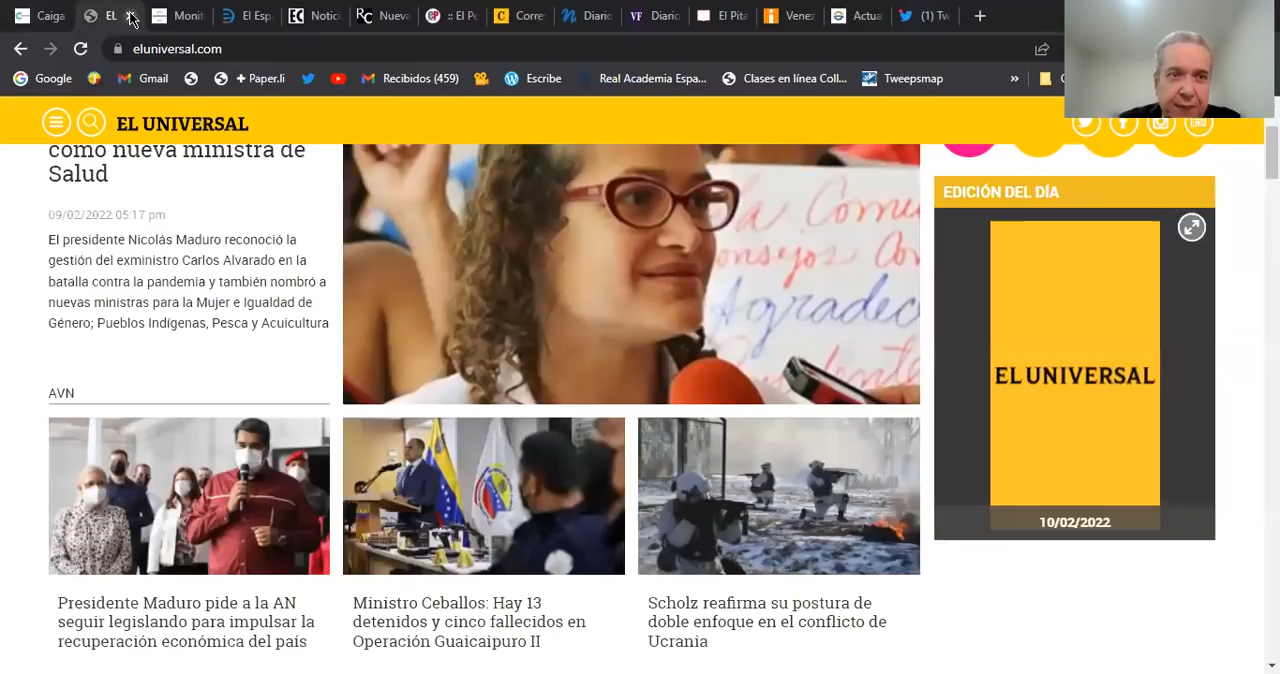 Caiga
EL
Monit
El Esp
Notici
Nueva
:: El Pe
Corre
Diario
Diario
El Pita
Venez
Actua
(1) Tw
eluniversal.com
Google
Gmail
+ Paper.li
Recibidos (459)
Escribe
Real Academia Espa...
Clases en línea Coll...
Tweepsmap
»
EL UNIVERSAL
como nueva ministra de
Salud
09/02/2022 05:17 pm
El presidente Nicolás Maduro reconoció la
gestión del exministro Carlos Alvarado en la
batalla contra la pandemia y también nombró a
nuevas ministras para la Mujer e Igualdad de
Género; Pueblos Indígenas, Pesca y Acuicultura
Agradec
EDICIÓN DEL DÍA
EL UNIVERSAL
10/02/2022
AVN
Presidente Maduro pide a la AN
seguir legislando para impulsar la
recuperación económica del país
Ministro Ceballos: Hay 13
detenidos y cinco fallecidos en
Operación Guaicaipuro II
Scholz reafirma su postura de
doble enfoque en el conflicto de
Ucrania